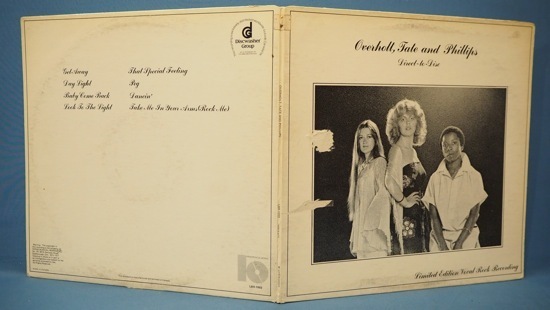 Discwasher
Group
Get Away
Day Light
Baby Come Back
Look To The Light
That Special Feeling
Peg
Dancin'
Take Me In Your Arms (Rock Me)
Overholt, Tate and Phillips
Direct-to-Disc
Limited Edition Vocal Rock Recording